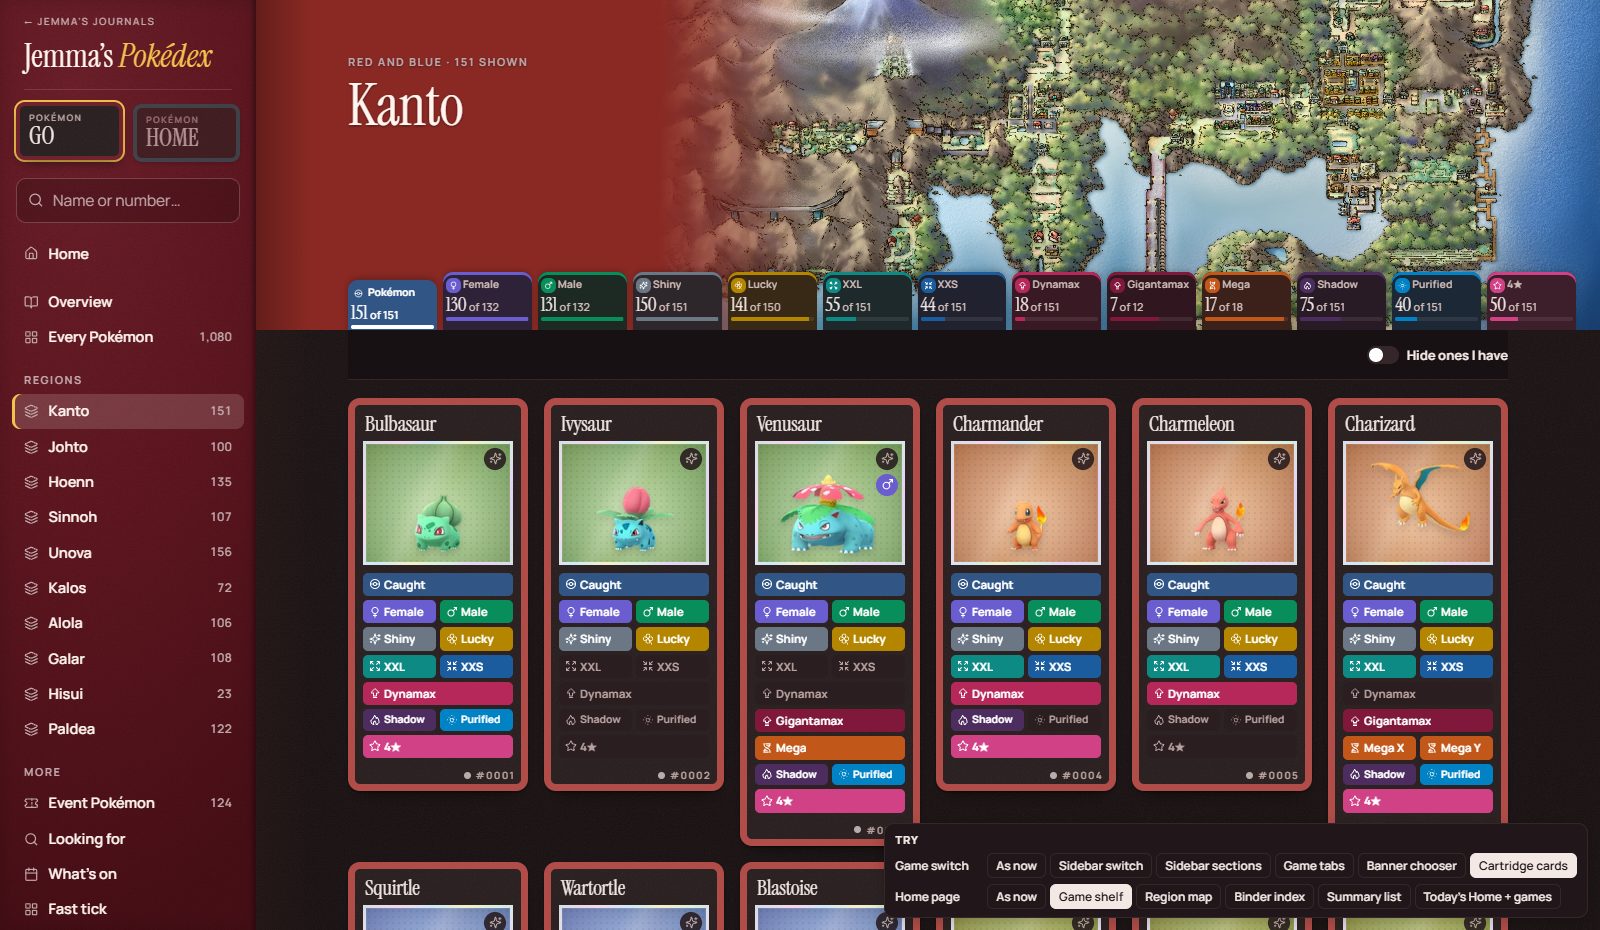 ← JEMMA'S JOURNALS
Jemma's Pokédex
POKÉMON
GO
POKÉMON
HOME
Name or number...
Home
Overview
Every Pokémon 1,080
REGIONS
Kanto 151
Johto 100
Hoenn 135
Sinnoh 107
Unova 156
Kalos 72
Alola 106
Galar 108
Hisui 23
Paldea 122
MORE
Event Pokémon 124
Looking for
What's on
Fast tick
RED AND BLUE · 151 SHOWN
Kanto
Pokémon
151 of 151
Female
130 of 132
Male
131 of 132
Shiny
150 of 151
Lucky
141 of 150
XXL
55 of 151
XXS
44 of 151
Dynamax
18 of 151
Gigantamax
7 of 12
Mega
17 of 18
Shadow
75 of 151
Purified
40 of 151
4★
50 of 151
Hide ones I have
Bulbasaur
Caught
Female Male
Shiny Lucky
XXL XXS
Dynamax
Shadow Purified
4★
#0001
Ivysaur
Caught
Female Male
Shiny Lucky
XXL XXS
Dynamax
Shadow Purified
4★
#0002
Venusaur
Caught
Female Male
Shiny Lucky
XXL XXS
Dynamax
Gigantamax
Mega
Shadow Purified
4★
Charmander
Caught
Female Male
Shiny Lucky
XXL XXS
Dynamax
Shadow Purified
4★
#0004
Charmeleon
Caught
Female Male
Shiny Lucky
XXL XXS
Dynamax
Shadow Purified
4★
#0005
Charizard
Caught
Female Male
Shiny Lucky
XXL XXS
Dynamax
Gigantamax
Mega X Mega Y
Shadow Purified
4★
Squirtle
Wartortle
Blastoise
TRY
Game switch As now Sidebar switch Sidebar sections Game tabs Banner chooser Cartridge cards
Home page As now Game shelf Region map Binder index Summary list Today's Home + games